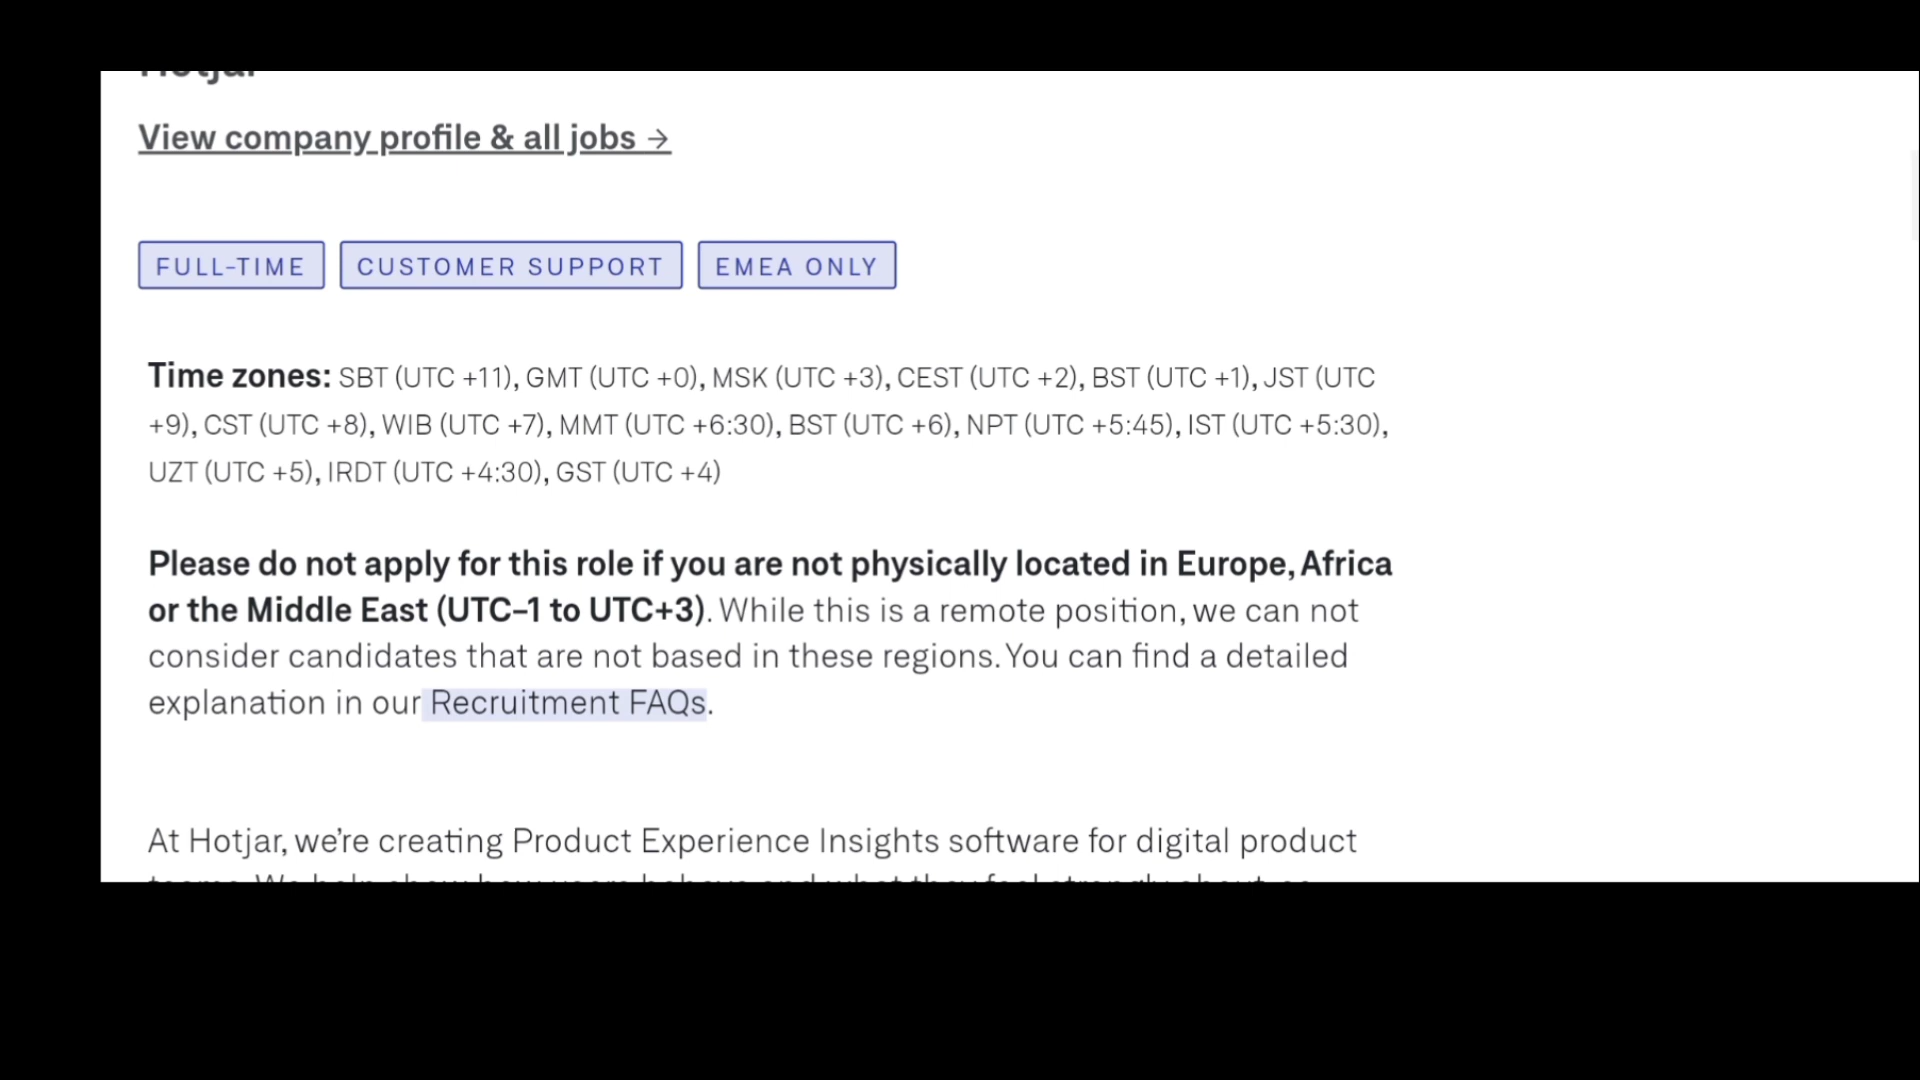 Hotjar
View company profile & all jobs →
FULL-TIME CUSTOMER SUPPORT EMEA ONLY
Time zones: SBT (UTC +11), GMT (UTC +0), MSK (UTC +3), CEST (UTC +2), BST (UTC +1), JST (UTC
+9), CST (UTC +8), WIB (UTC +7), MMT (UTC +6:30), BST (UTC +6), NPT (UTC +5:45), IST (UTC +5:30),
UZT (UTC +5), IRDT (UTC +4:30), GST (UTC +4)
Please do not apply for this role if you are not physically located in Europe, Africa
or the Middle East (UTC–1 to UTC+3). While this is a remote position, we can not
consider candidates that are not based in these regions. You can find a detailed
explanation in our Recruitment FAQs.
At Hotjar, we’re creating Product Experience Insights software for digital product